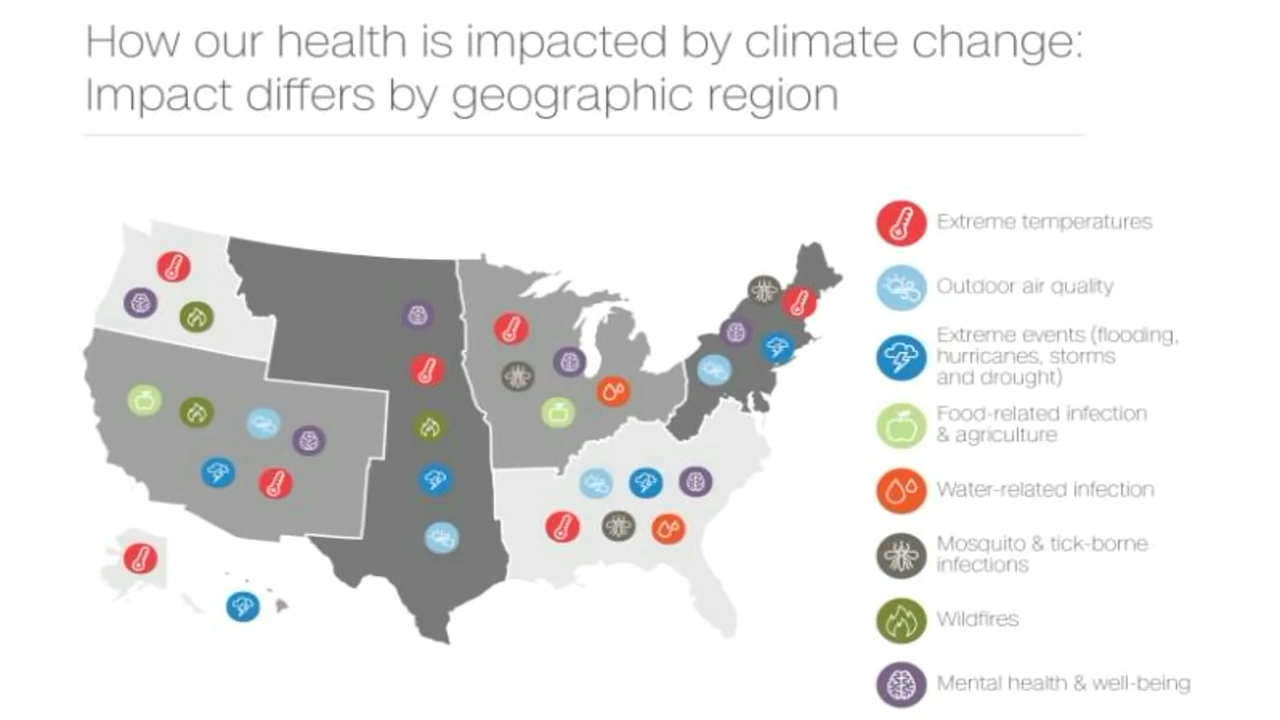 How our health is impacted by climate change:
Impact differs by geographic region
Extreme temperatures
Outdoor air quality
Extreme events (flooding,
hurricanes, storms
and drought)
Food-related infection
& agriculture
Water-related infection
Mosquito & tick-borne
infections
Wildfires
Mental health & well-being